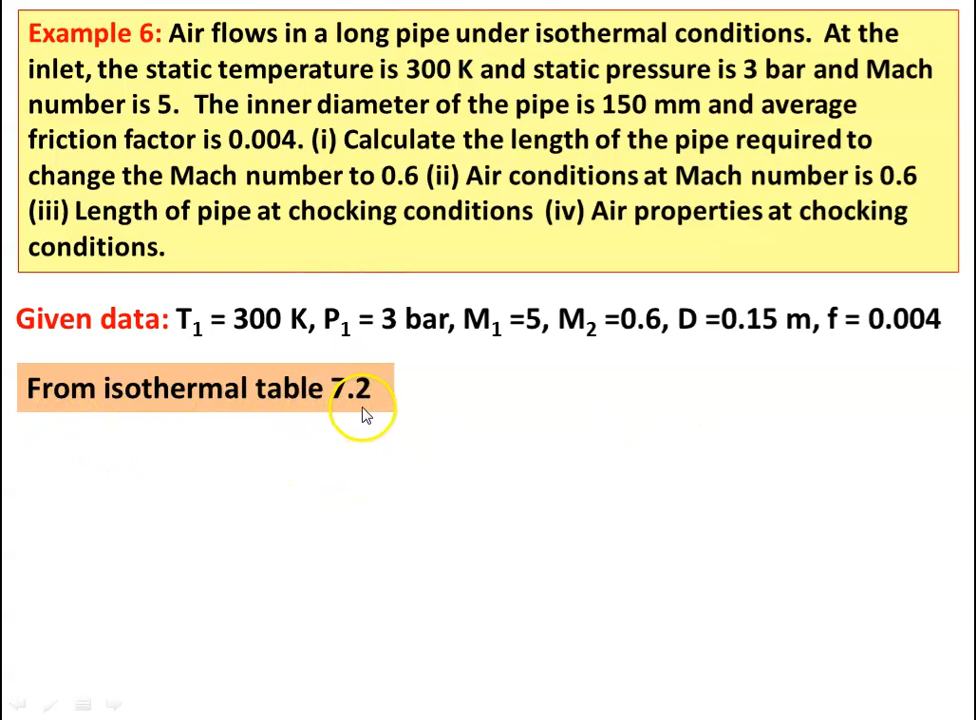 Example 6: Air flows in a long pipe under isothermal conditions. At the
inlet, the static temperature is 300 K and static pressure is 3 bar and Mach
number is 5. The inner diameter of the pipe is 150 mm and average
friction factor is 0.004. (i) Calculate the length of the pipe required to
change the Mach number to 0.6 (ii) Air conditions at Mach number is 0.6
(iii) Length of pipe at chocking conditions (iv) Air properties at chocking
conditions.
Given data: T₁ = 300 K, P₁ = 3 bar, M₁ =5, M₂ =0.6, D =0.15 m, f = 0.004
From isothermal table 7.2